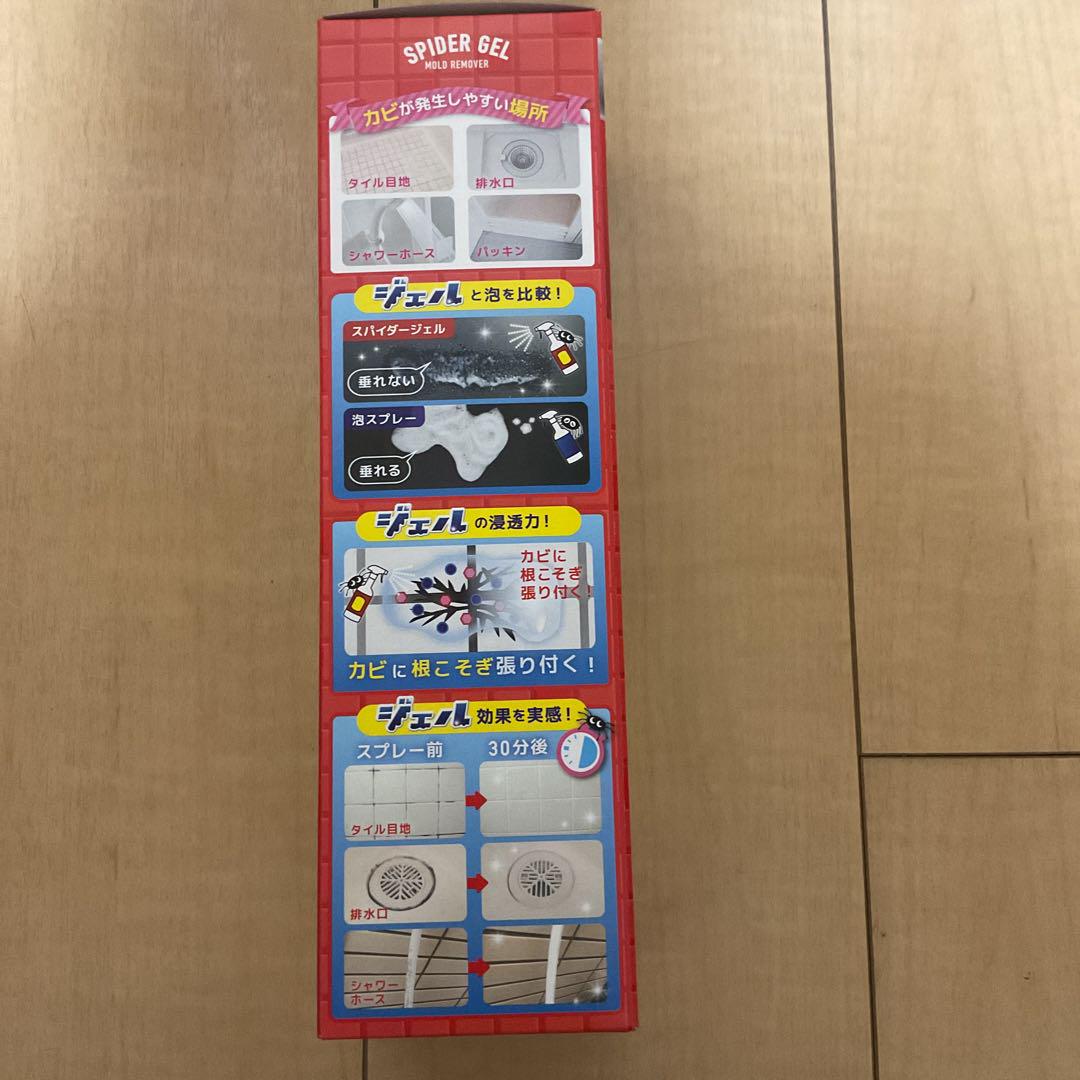 SPIDER GEL
MOLD REMOVER
カビが発生しやすい場所
タイル目地
排水口
シャワーホース
パッキン
ジェルと泡を比較!
スパイダージェル
垂れない
泡スプレー
垂れる
ジェルの浸透力!
カビに
根こそぎ
張り付く!
カビに根こそぎ張り付く!
ジェル効果を実感!
スプレー前
30分後
タイル目地
排水口
シャワー
ホース